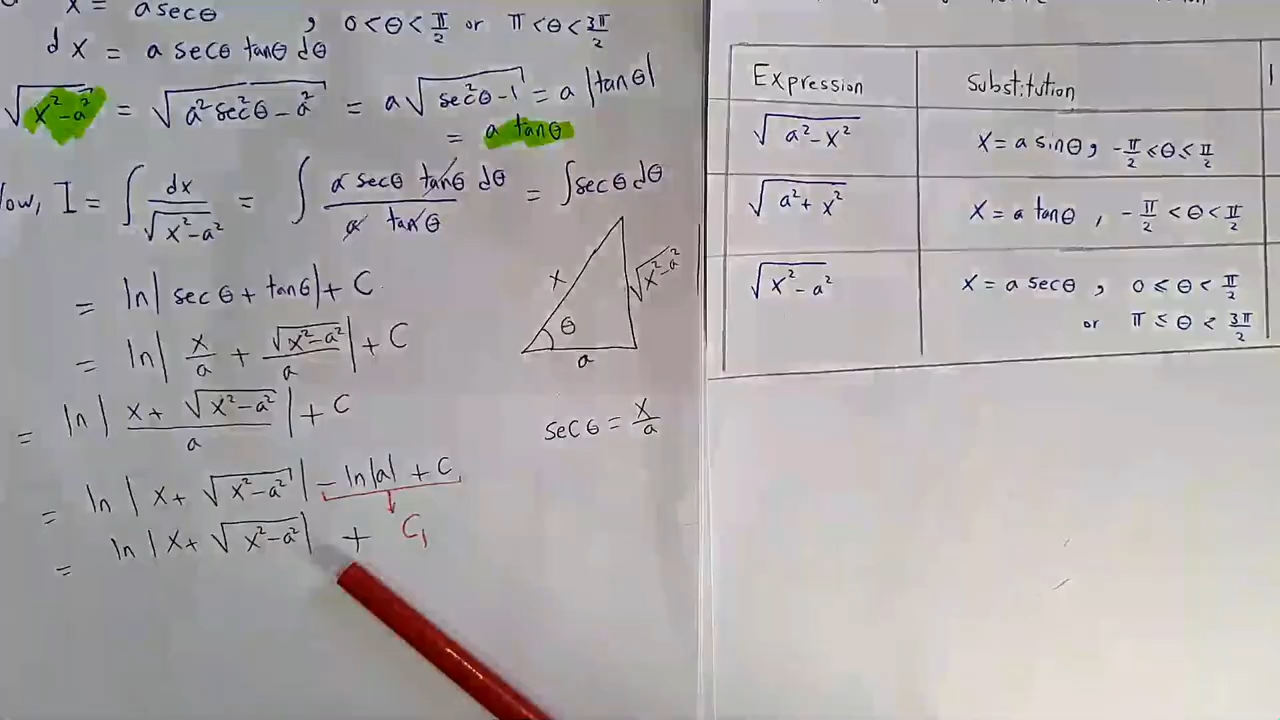 x = a secθ , 0 < θ < π/2 or π < θ < 3π/2
dx = a secθ tanθ dθ
√(x²-a²) = √(a² sec²θ - a²) = a √(sec²θ - 1) = a |tanθ|
= a tanθ
I = ∫ dx/√(x²-a²) = ∫ a secθ tanθ dθ / a tanθ = ∫ secθ dθ
= ln| secθ + tanθ| + C
= ln| x/a + √(x²-a²)/a | + C
= ln| (x + √(x²-a²))/a | + C
= ln | x + √(x²-a²) | - ln|a| + C
= ln | x + √(x²-a²) | + C₁
x
√(x²-a²)
θ
a
secθ = x/a
Expression Substitution
√(a²-x²) x = a sinθ, -π/2 ≤ θ ≤ π/2
√(a²+x²) x = a tanθ , -π/2 < θ < π/2
√(x²-a²) x = a secθ , 0 ≤ θ < π/2
or π ≤ θ < 3π/2